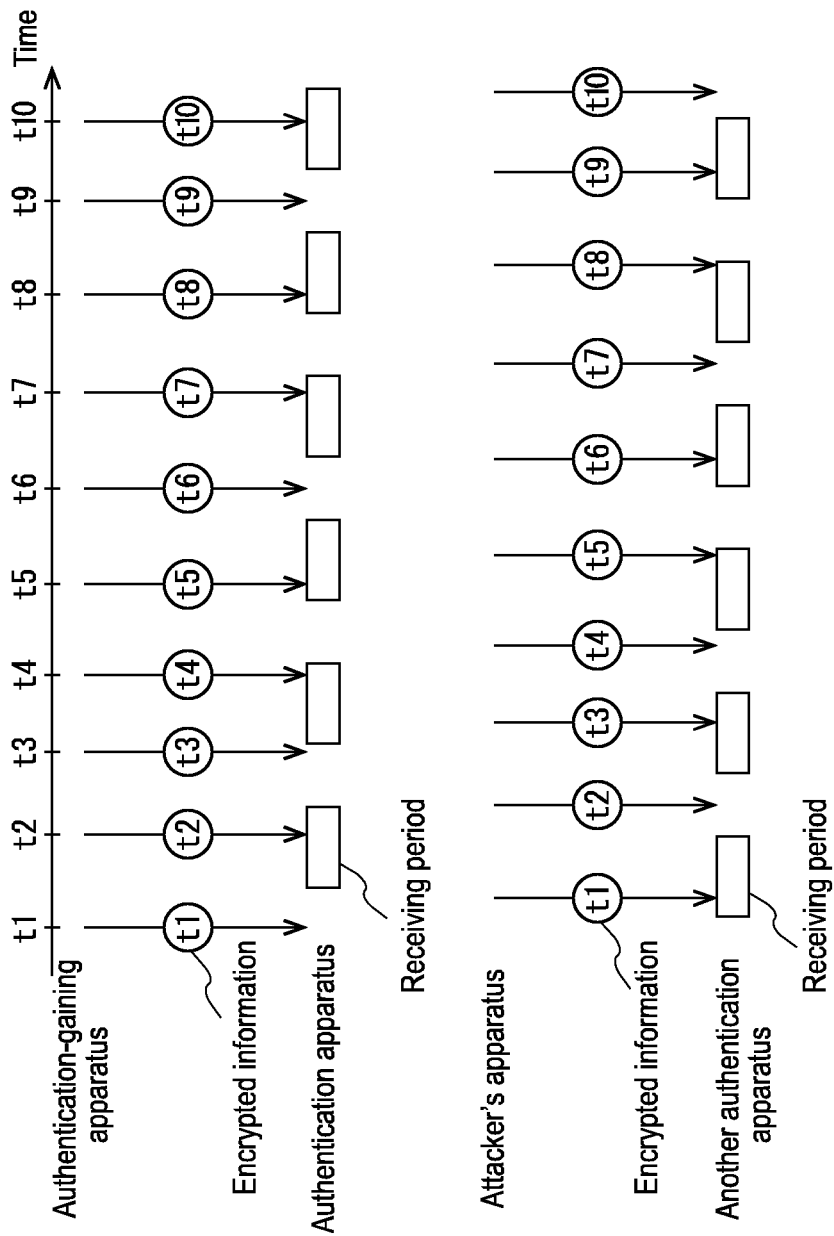 t1 t2 t3 t4 t5 t6 t7 t8 t9 t10 Time
Authentication-gaining
apparatus
t1 t2 t3 t4 t5 t6 t7 t8 t9 t10
Encrypted information
Authentication apparatus
Receiving period
Attacker's apparatus
t1 t2 t3 t4 t5 t6 t7 t8 t9 t10
Encrypted information
Another authentication
apparatus
Receiving period